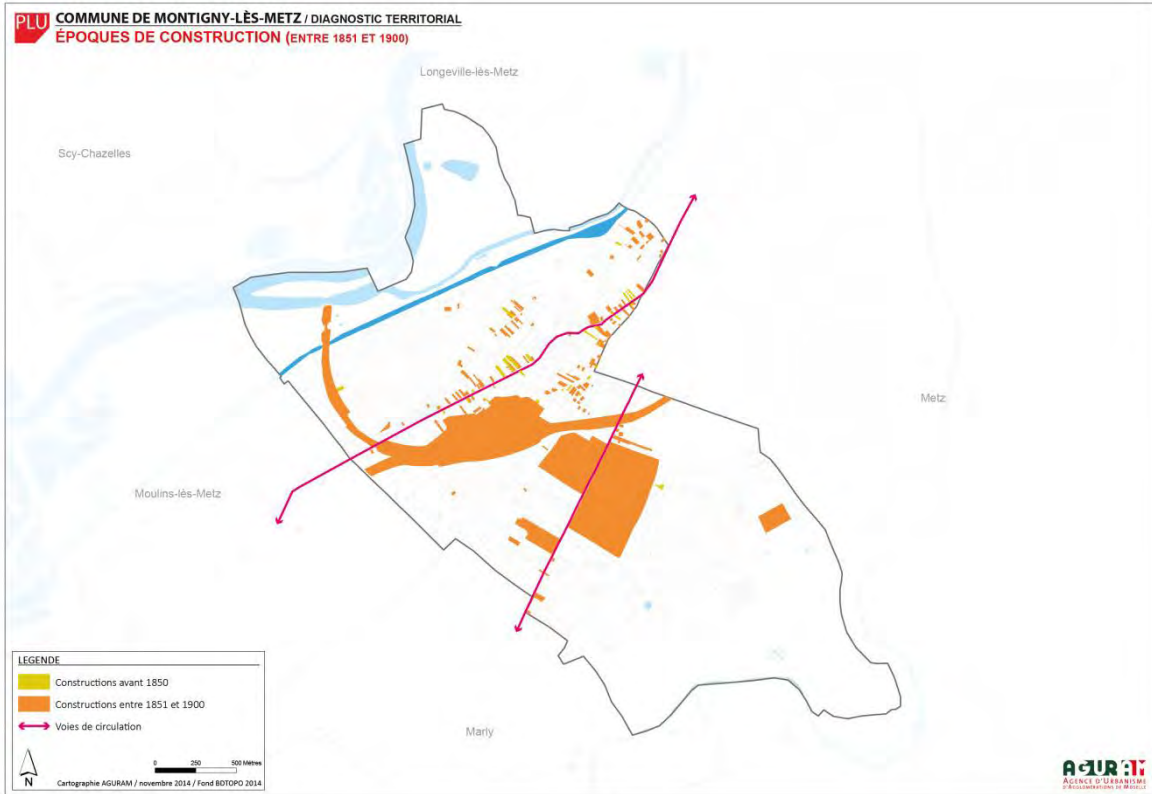 PLU
COMMUNE DE MONTIGNY-LÈS-METZ / DIAGNOSTIC TERRITORIAL
ÉPOQUES DE CONSTRUCTION (ENTRE 1851 ET 1900)
Longeville-lès-Metz
Scy-Chazelles
Metz
Moulins-lès-Metz
Marly
LEGENDE
Constructions avant 1850
Constructions entre 1851 et 1900
Voies de circulation
0 250 500 Mètres
N
Cartographie AGURAM / novembre 2014 / Fond BDTOPO 2014
AGURAM
AGENCE D'URBANISME
D'AGGLOMÉRATIONS DE MOSELLE